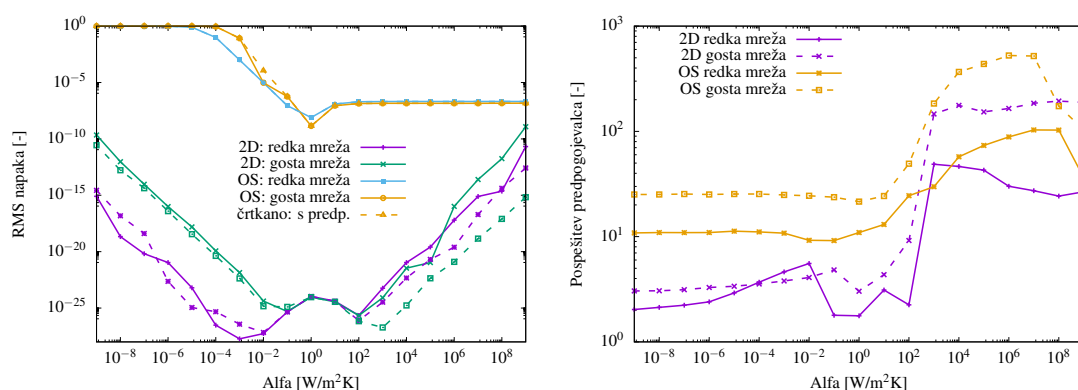 RMS napaka [-]
10^0
10^-5
10^-10
10^-15
10^-20
10^-25
2D: redka mreža
2D: gosta mreža
OS: redka mreža
OS: gosta mreža
črtkano: s predp.
10^-8 10^-6 10^-4 10^-2 10^0 10^2 10^4 10^6 10^8
Alfa [W/m^2K]
Pospešitev predpogojevalca [-]
10^3
10^2
10^1
10^0
2D redka mreža
2D gosta mreža
OS redka mreža
OS gosta mreža
10^-8 10^-6 10^-4 10^-2 10^0 10^2 10^4 10^6 10^8
Alfa [W/m^2K]